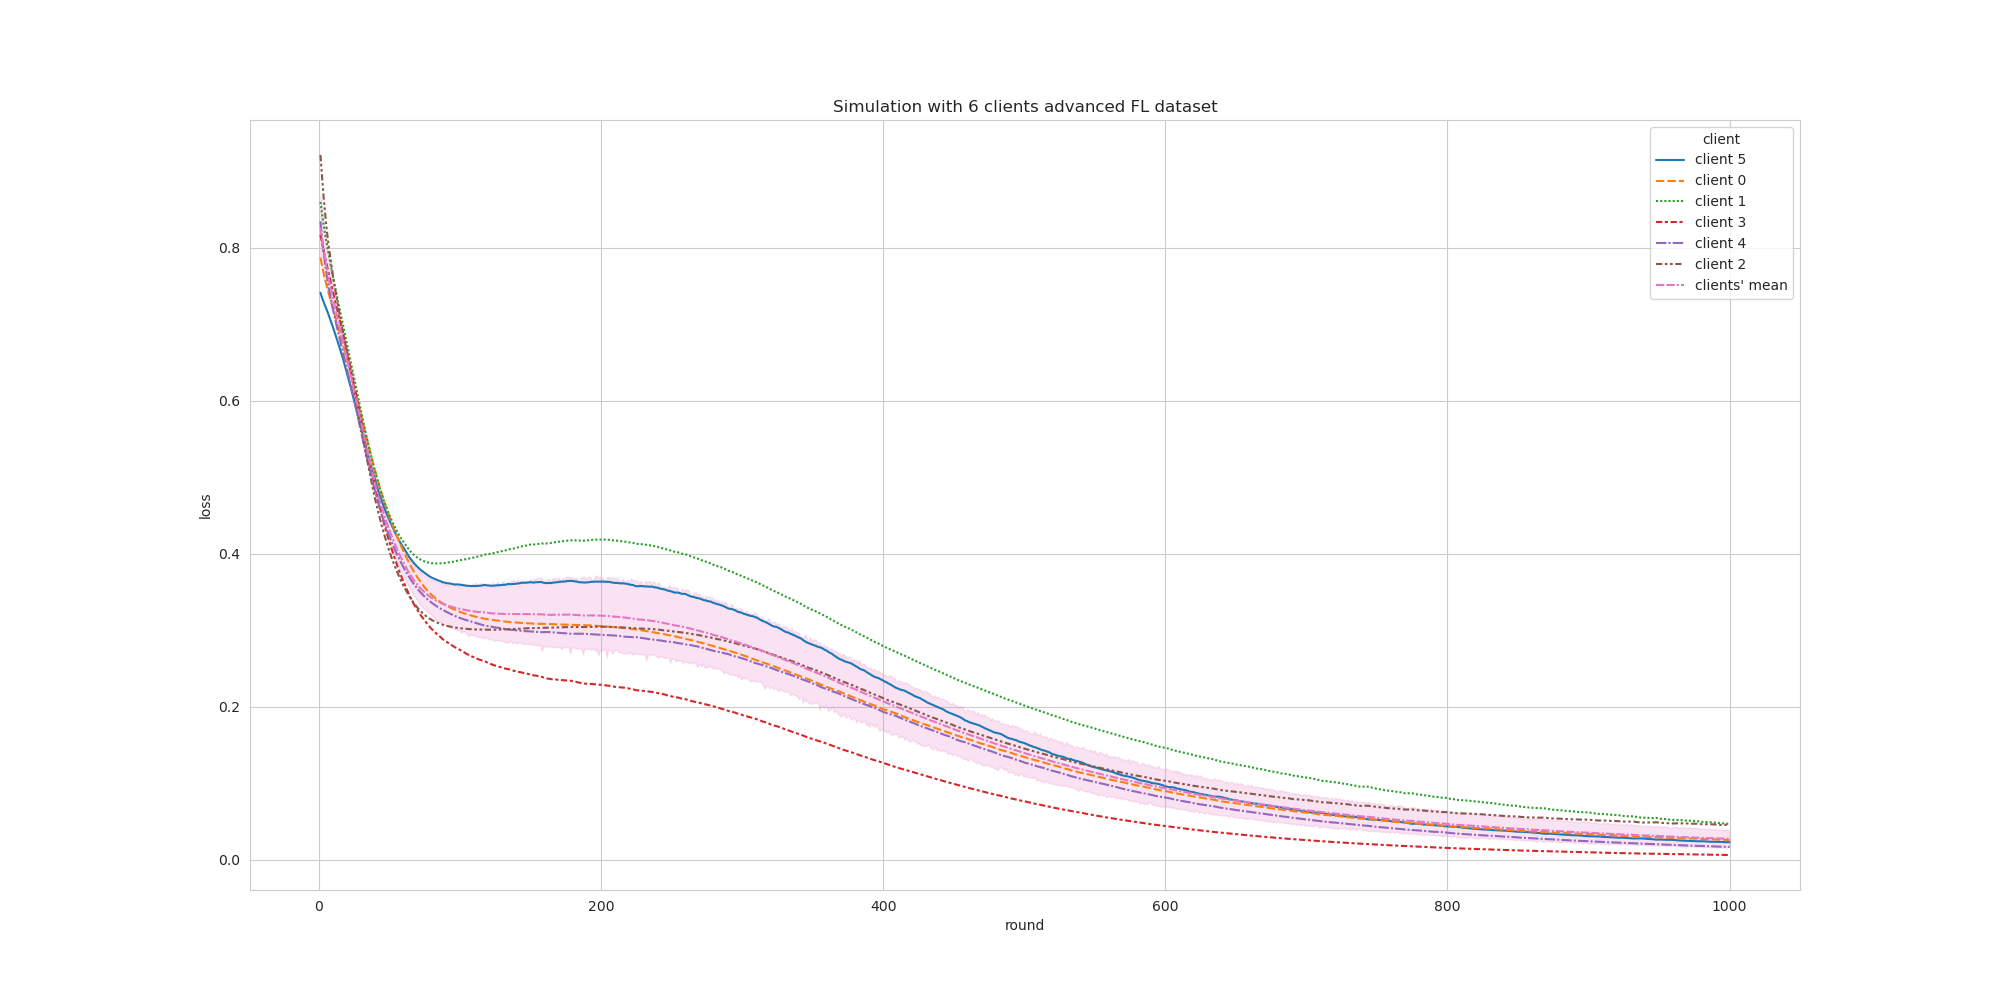 Simulation with 6 clients advanced FL dataset
client
client 5
client 0
client 1
client 3
client 4
client 2
clients' mean
loss
0.8
0.6
0.4
0.2
0.0
0 200 400 600 800 1000
round